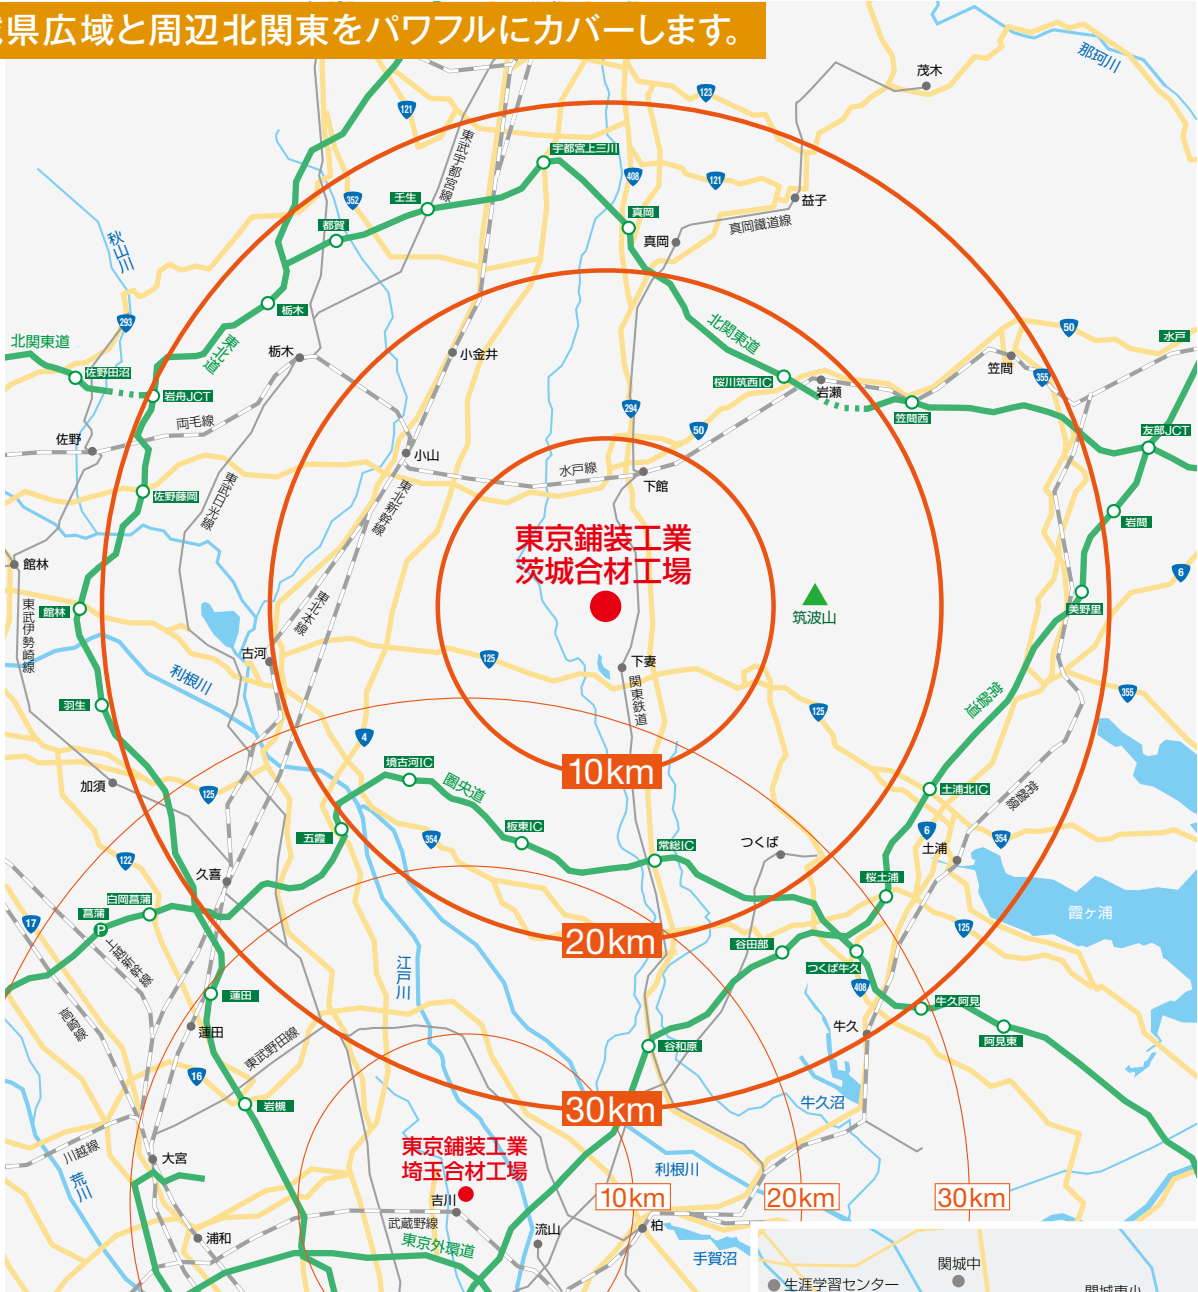 県広域と周辺北関東をパワフルにカバーします。
那珂川
茂木
123
121
東武宇都宮線
宇都宮上三川
408
121
352
壬生
益子
都賀
真岡
真岡
真岡鐵道線
秋山川
栃木
293
北関東道
北関東道
50
水戸
東北道
栃木
小金井
笠間
佐野田沼
桜川筑西IC
355
岩瀬
岩舟JCT
294
両毛線
笠間西
50
友部JCT
佐野
小山
水戸線
下館
東武日光線
東北新幹線
佐野藤岡
岩間
東京鋪装工業
茨城合材工場
館林
6
東武伊勢崎線
館林
東北本線
筑波山
美野里
古河
125
下妻
利根川
関東鉄道
355
羽生
常磐道
125
4
境古河IC
10km
圏央道
加須
125
土浦北IC
常磐線
板東IC
五霞
354
つくば
6
354
常総IC
土浦
122
久喜
桜土浦
白岡菖蒲
菖蒲
P
霞ヶ浦
17
125
上越新幹線
20km
谷田部
つくば牛久
江戸川
408
蓮田
牛久阿見
高崎線
蓮田
牛久
阿見東
東武野田線
谷和原
16
岩槻
30km
牛久沼
東京鋪装工業
埼玉合材工場
川越線
大宮
利根川
荒川
吉川
10km
20km
30km
武蔵野線
流山
柏
浦和
東京外環道
手賀沼
関城中
生涯学習センター